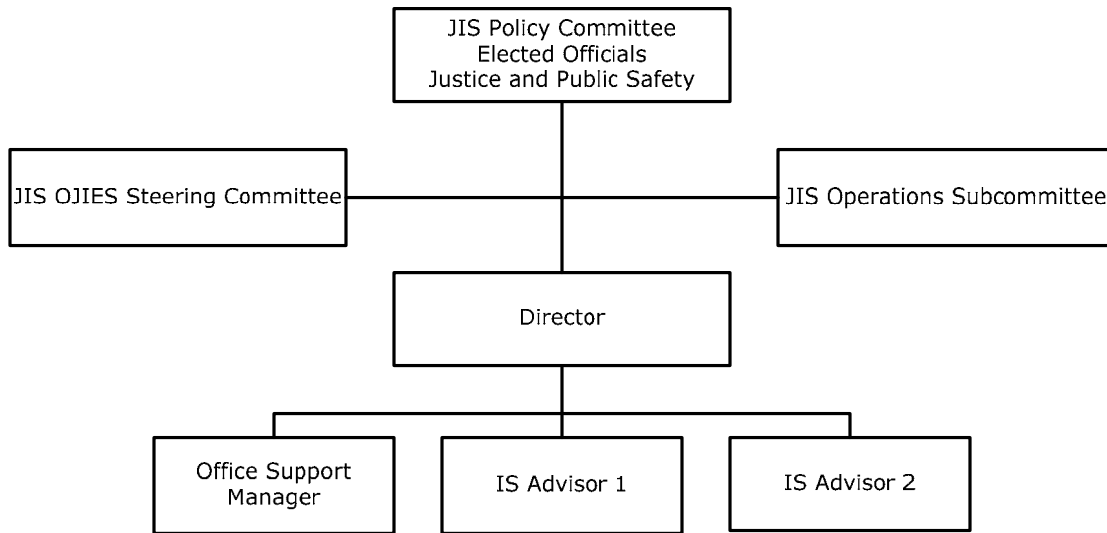 JIS Policy Committee
Elected Officials
Justice and Public Safety
JIS OJIES Steering Committee
JIS Operations Subcommittee
Director
Office Support
Manager
IS Advisor 1
IS Advisor 2